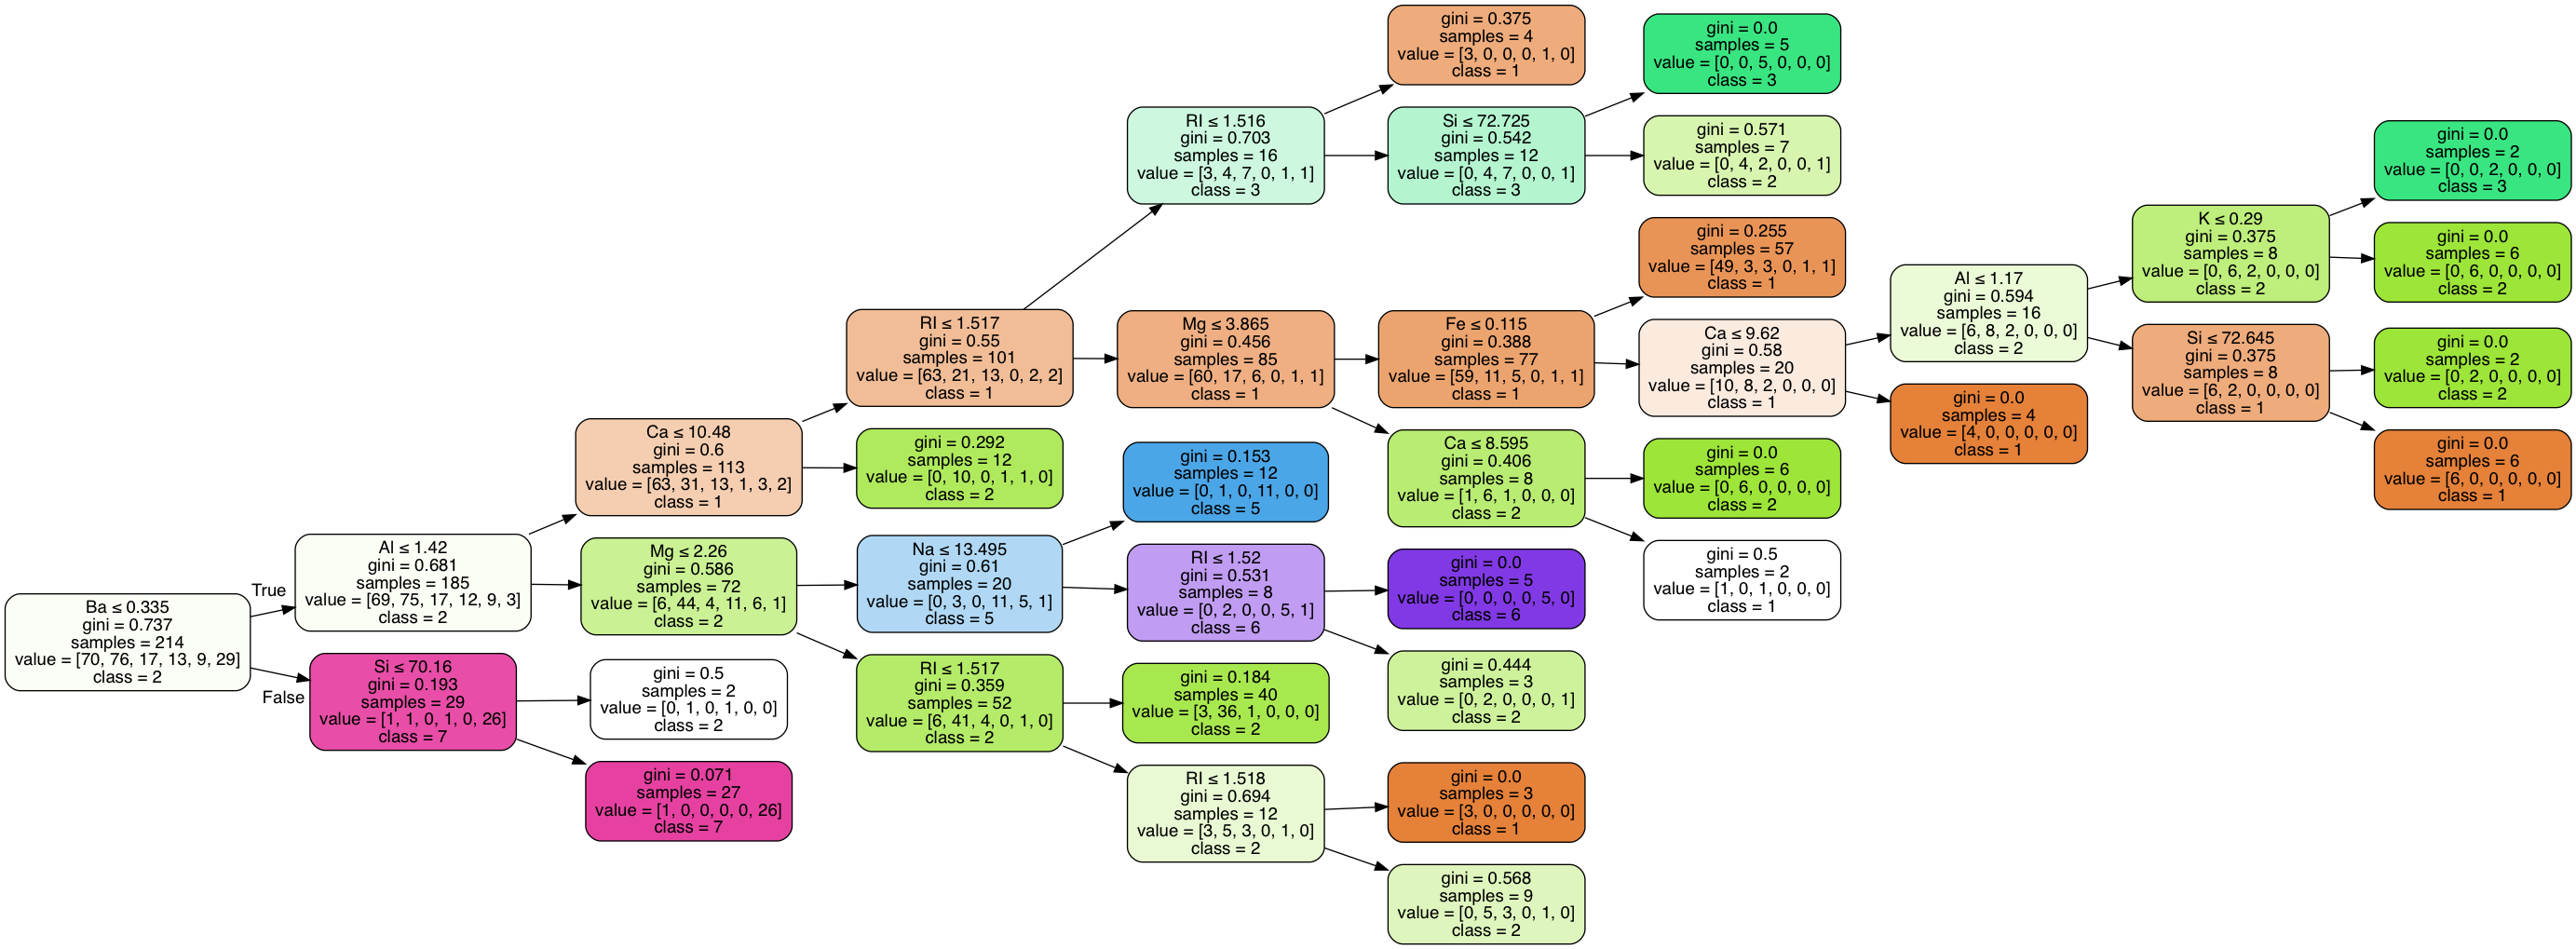 Ba ≤ 0.335
gini = 0.737
samples = 214
value = [70, 76, 17, 13, 9, 29]
class = 2
True
False
Al ≤ 1.42
gini = 0.681
samples = 185
value = [69, 75, 17, 12, 9, 3]
class = 2
Si ≤ 70.16
gini = 0.193
samples = 29
value = [1, 1, 0, 1, 0, 26]
class = 7
Ca ≤ 10.48
gini = 0.6
samples = 113
value = [63, 31, 13, 1, 3, 2]
class = 1
Mg ≤ 2.26
gini = 0.586
samples = 72
value = [6, 44, 4, 11, 6, 1]
class = 2
gini = 0.5
samples = 2
value = [0, 1, 0, 1, 0, 0]
class = 2
gini = 0.071
samples = 27
value = [1, 0, 0, 0, 0, 26]
class = 7
RI ≤ 1.517
gini = 0.55
samples = 101
value = [63, 21, 13, 0, 2, 2]
class = 1
gini = 0.292
samples = 12
value = [0, 10, 0, 1, 1, 0]
class = 2
Na ≤ 13.495
gini = 0.61
samples = 20
value = [0, 3, 0, 11, 5, 1]
class = 5
RI ≤ 1.517
gini = 0.359
samples = 52
value = [6, 41, 4, 0, 1, 0]
class = 2
RI ≤ 1.516
gini = 0.703
samples = 16
value = [3, 4, 7, 0, 1, 1]
class = 3
Mg ≤ 3.865
gini = 0.456
samples = 85
value = [60, 17, 6, 0, 1, 1]
class = 1
gini = 0.153
samples = 12
value = [0, 1, 0, 11, 0, 0]
class = 5
RI ≤ 1.52
gini = 0.531
samples = 8
value = [0, 2, 0, 0, 5, 1]
class = 6
gini = 0.184
samples = 40
value = [3, 36, 1, 0, 0, 0]
class = 2
RI ≤ 1.518
gini = 0.694
samples = 12
value = [3, 5, 3, 0, 1, 0]
class = 2
gini = 0.375
samples = 4
value = [3, 0, 0, 0, 1, 0]
class = 1
Si ≤ 72.725
gini = 0.542
samples = 12
value = [0, 4, 7, 0, 0, 1]
class = 3
Fe ≤ 0.115
gini = 0.388
samples = 77
value = [59, 11, 5, 0, 1, 1]
class = 1
Ca ≤ 8.595
gini = 0.406
samples = 8
value = [1, 6, 1, 0, 0, 0]
class = 2
gini = 0.0
samples = 5
value = [0, 0, 0, 0, 5, 0]
class = 6
gini = 0.444
samples = 3
value = [0, 2, 0, 0, 0, 1]
class = 2
gini = 0.0
samples = 3
value = [3, 0, 0, 0, 0, 0]
class = 1
gini = 0.568
samples = 9
value = [0, 5, 3, 0, 1, 0]
class = 2
gini = 0.0
samples = 5
value = [0, 0, 5, 0, 0, 0]
class = 3
gini = 0.571
samples = 7
value = [0, 4, 2, 0, 0, 1]
class = 2
gini = 0.255
samples = 57
value = [49, 3, 3, 0, 1, 1]
class = 1
Ca ≤ 9.62
gini = 0.58
samples = 20
value = [10, 8, 2, 0, 0, 0]
class = 1
gini = 0.0
samples = 6
value = [0, 6, 0, 0, 0, 0]
class = 2
gini = 0.5
samples = 2
value = [1, 0, 1, 0, 0, 0]
class = 1
Al ≤ 1.17
gini = 0.594
samples = 16
value = [6, 8, 2, 0, 0, 0]
class = 2
gini = 0.0
samples = 4
value = [4, 0, 0, 0, 0, 0]
class = 1
K ≤ 0.29
gini = 0.375
samples = 8
value = [0, 6, 2, 0, 0, 0]
class = 2
Si ≤ 72.645
gini = 0.375
samples = 8
value = [6, 2, 0, 0, 0, 0]
class = 1
gini = 0.0
samples = 2
value = [0, 0, 2, 0, 0, 0]
class = 3
gini = 0.0
samples = 6
value = [0, 6, 0, 0, 0, 0]
class = 2
gini = 0.0
samples = 2
value = [0, 2, 0, 0, 0, 0]
class = 2
gini = 0.0
samples = 6
value = [6, 0, 0, 0, 0, 0]
class = 1